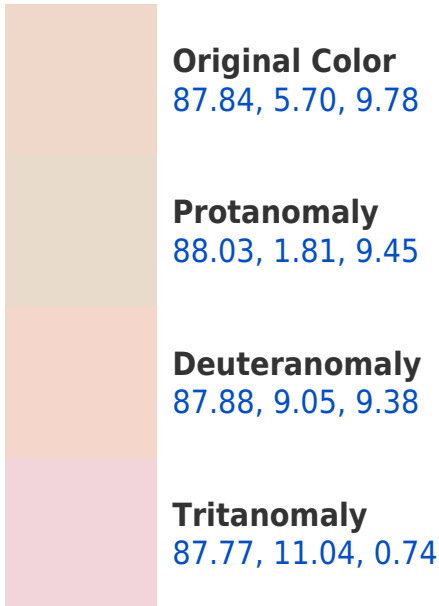 Original Color
87.84, 5.70, 9.78
Protanomaly
88.03, 1.81, 9.45
Deuteranomaly
87.88, 9.05, 9.38
Tritanomaly
87.77, 11.04, 0.74